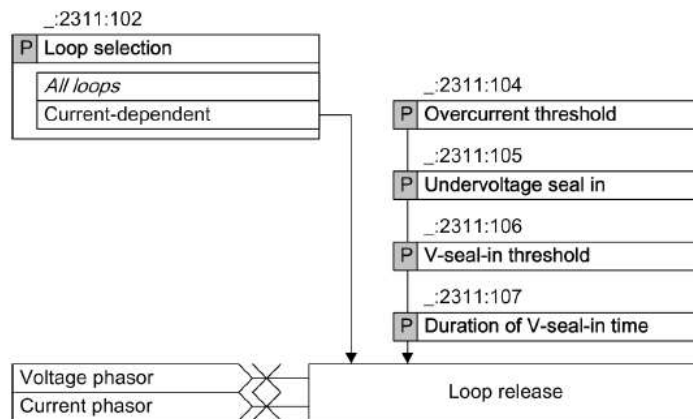 _:2311:102
P Loop selection
All loops
Current-dependent
_:2311:104
P Overcurrent threshold
_:2311:105
P Undervoltage seal in
_:2311:106
P V-seal-in threshold
_:2311:107
P Duration of V-seal-in time
Voltage phasor
Current phasor
Loop release